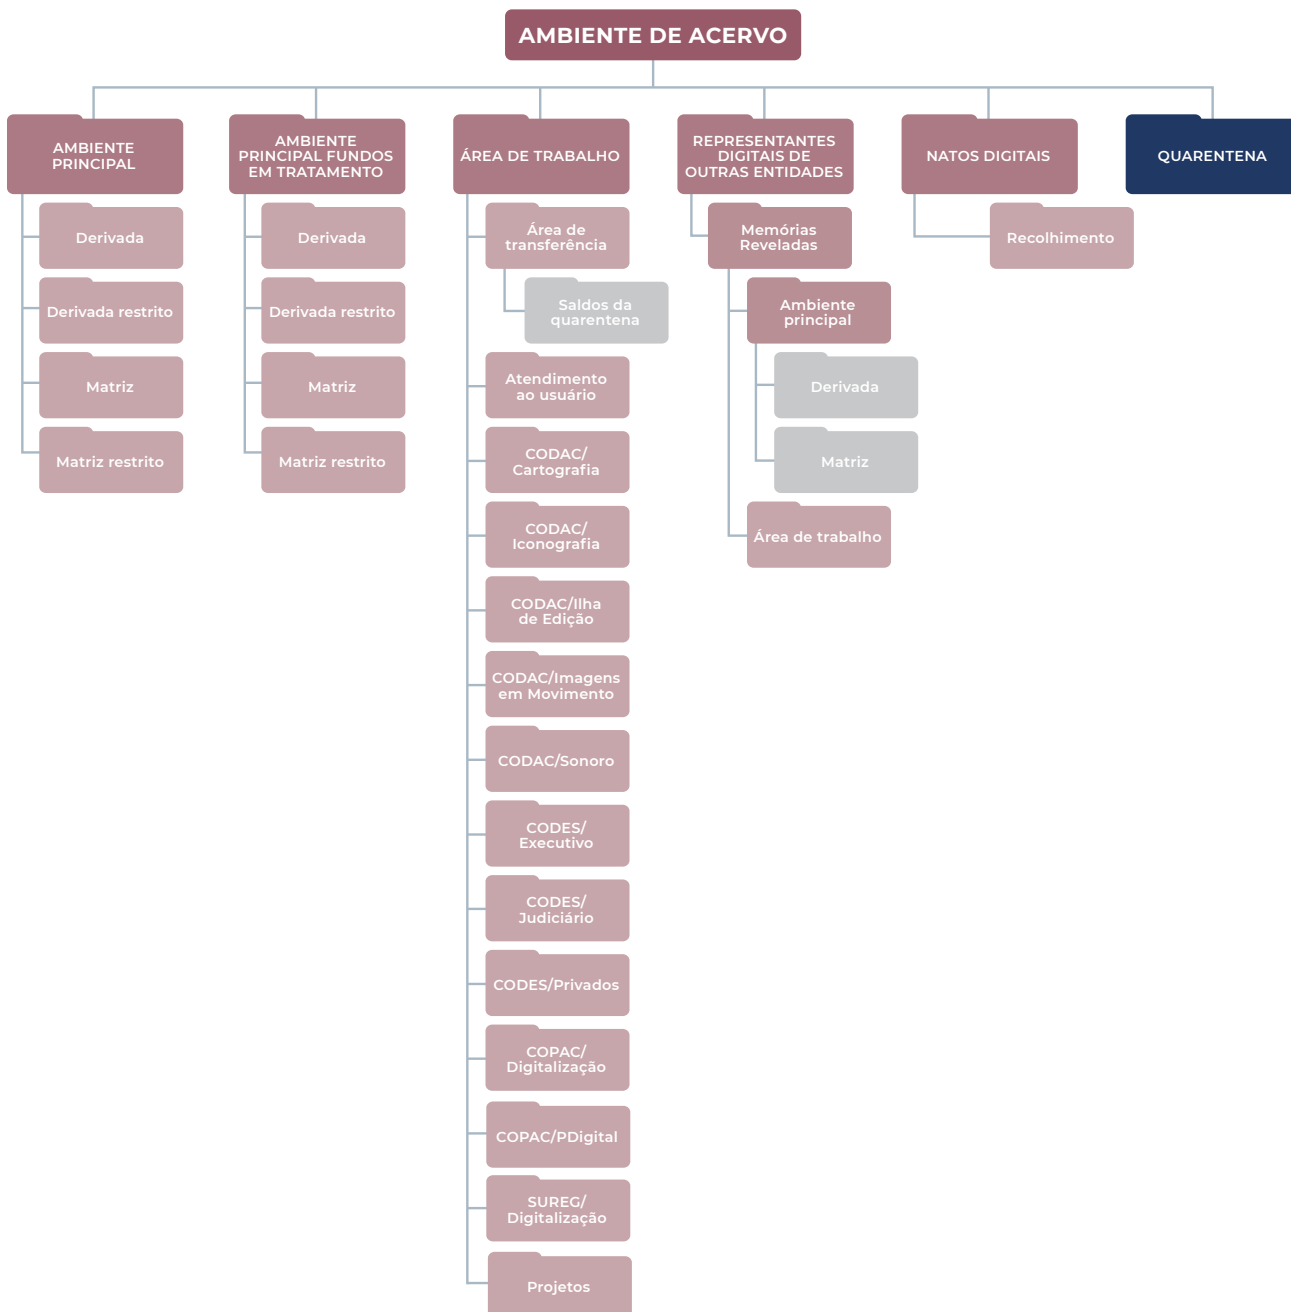 AMBIENTE DE ACERVO
AMBIENTE
PRINCIPAL
Derivada
Derivada restrito
Matriz
Matriz restrito
AMBIENTE
PRINCIPAL FUNDOS
EM TRATAMENTO
Derivada
Derivada restrito
Matriz
Matriz restrito
ÁREA DE TRABALHO
Área de
transferência
Saldos da
quarentena
Atendimento
ao usuário
CODAC/
Cartografia
CODAC/
Iconografia
CODAC/Ilha
de Edição
CODAC/Imagens
em Movimento
CODAC/Sonoro
CODES/
Executivo
CODES/
Judiciário
CODES/Privados
COPAC/
Digitalização
COPAC/PDigital
SUREG/
Digitalização
Projetos
REPRESENTANTES
DIGITAIS DE
OUTRAS ENTIDADES
Memórias
Reveladas
Ambiente
principal
Derivada
Matriz
Área de trabalho
NATOS DIGITAIS
Recolhimento
QUARENTENA